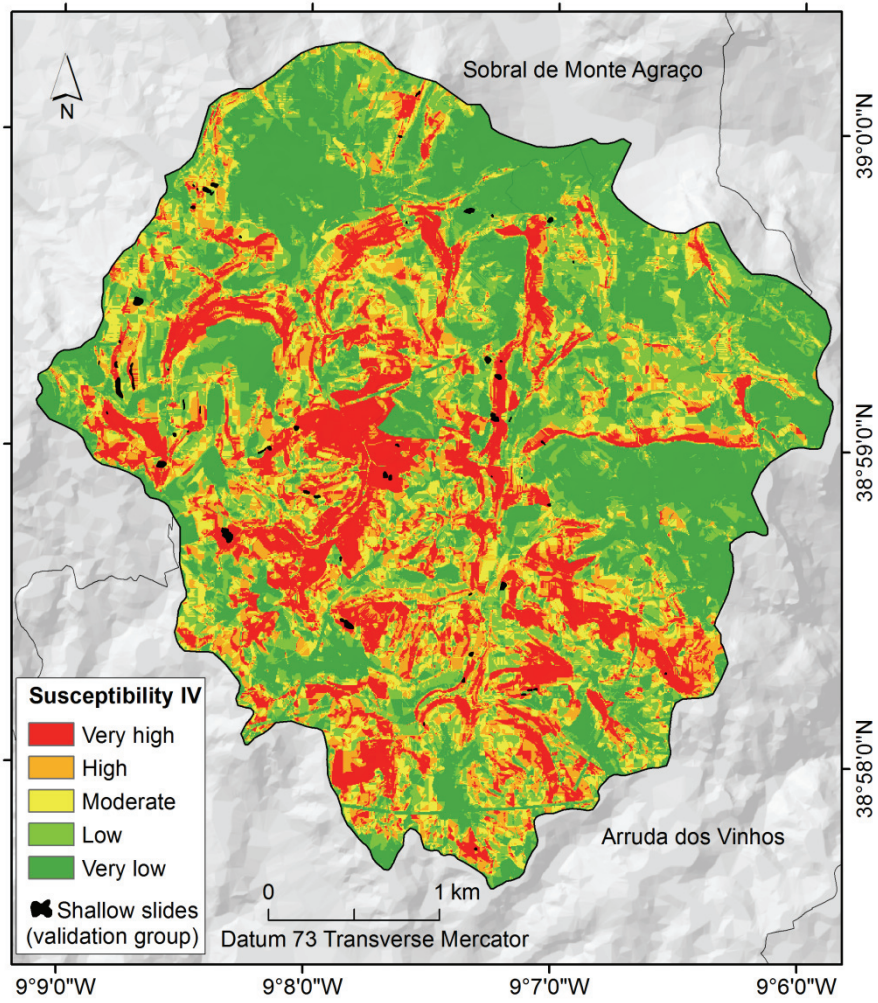 Sobral de Monte Agraço
N
39°0'0"N
38°59'0"N
38°58'0"N
Susceptibility IV
Very high
High
Moderate
Low
Very low
Shallow slides
(validation group)
0 1 km
Datum 73 Transverse Mercator
Arruda dos Vinhos
9°9'0"W 9°8'0"W 9°7'0"W 9°6'0"W